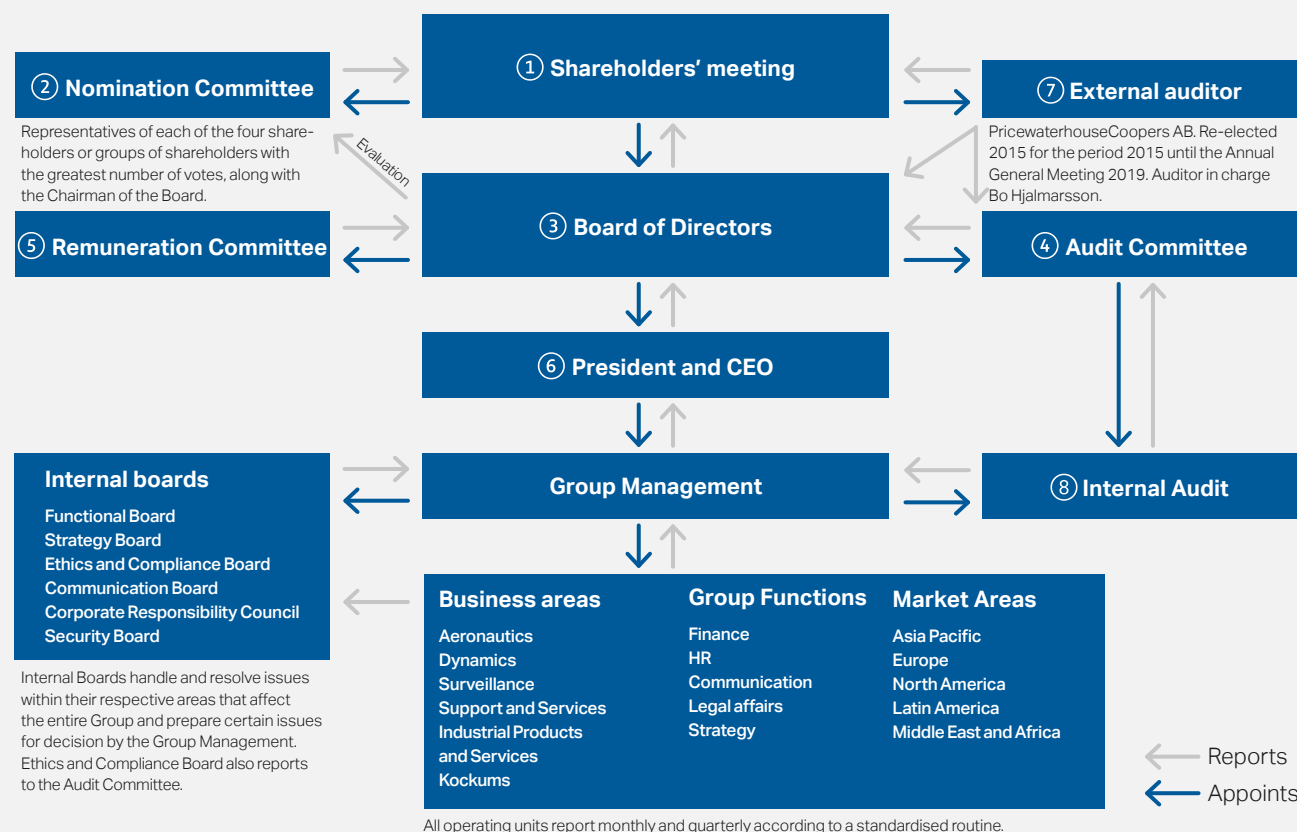 ① Shareholders' meeting
② Nomination Committee
⑦ External auditor
Representatives of each of the four share-
holders or groups of shareholders with
the greatest number of votes, along with
the Chairman of the Board.
Evaluation
PricewaterhouseCoopers AB. Re-elected
2015 for the period 2015 until the Annual
General Meeting 2019. Auditor in charge
Bo Hjalmarsson.
③ Board of Directors
⑤ Remuneration Committee
④ Audit Committee
⑥ President and CEO
Internal boards
Functional Board
Strategy Board
Ethics and Compliance Board
Communication Board
Corporate Responsibility Council
Security Board
Group Management
⑧ Internal Audit
Internal Boards handle and resolve issues
within their respective areas that affect
the entire Group and prepare certain issues
for decision by the Group Management.
Ethics and Compliance Board also reports
to the Audit Committee.
Business areas
Aeronautics
Dynamics
Surveillance
Support and Services
Industrial Products
and Services
Kockums
Group Functions
Finance
HR
Communication
Legal affairs
Strategy
Market Areas
Asia Pacific
Europe
North America
Latin America
Middle East and Africa
Reports
Appoints
All operating units report monthly and quarterly according to a standardised routine.